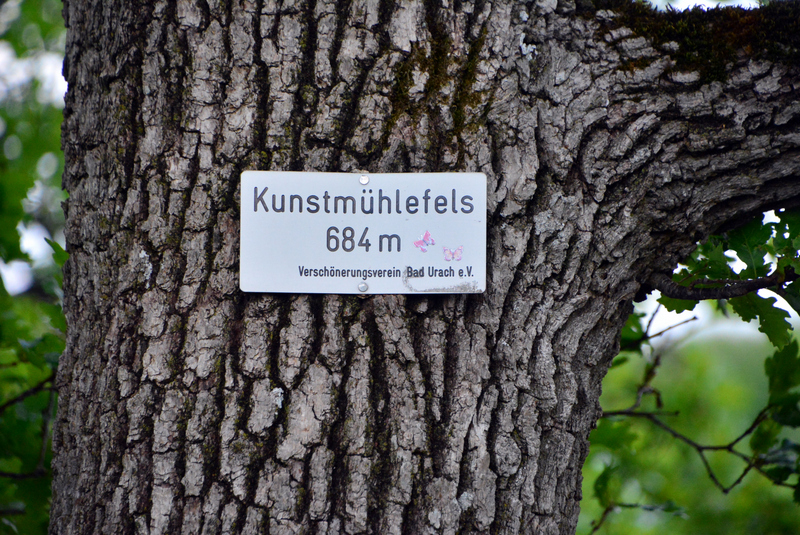 Kunstmühlefels
684 m
Verschönerungsverein Bad Urach e.V.